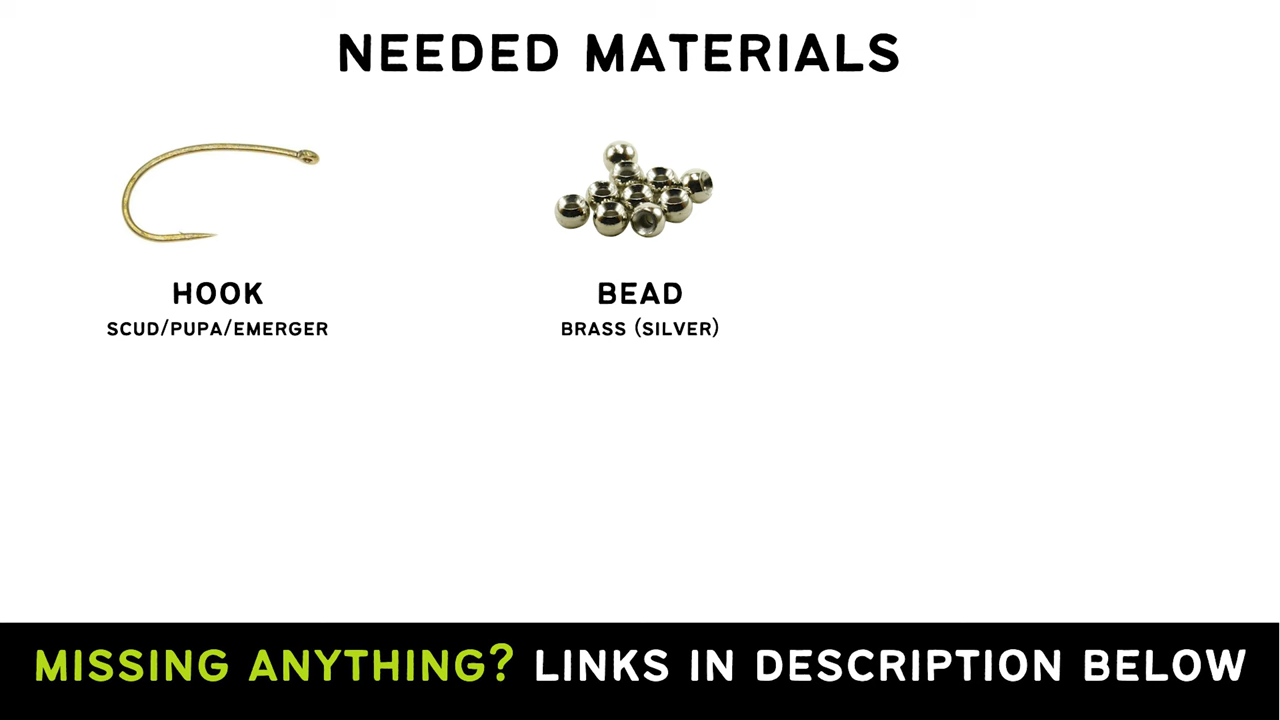 NEEDED MATERIALS
HOOK
SCUD/PUPA/EMERGER
BEAD
BRASS (SILVER)
MISSING ANYTHING? LINKS IN DESCRIPTION BELOW